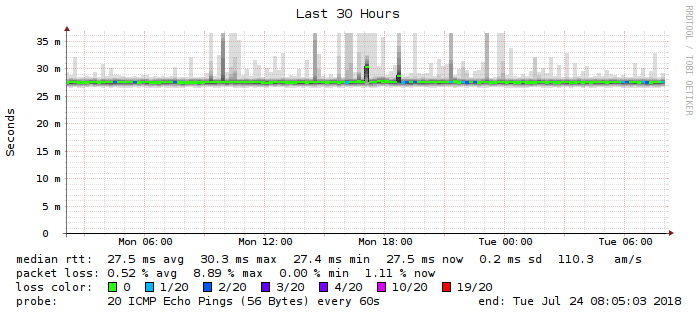 Last 30 Hours
RRDTOOL / TOBI OETIKER
Seconds
35 m
30 m
25 m
20 m
15 m
10 m
5 m
0
Mon 06:00 Mon 12:00 Mon 18:00 Tue 00:00 Tue 06:00
median rtt: 27.5 ms avg 30.3 ms max 27.4 ms min 27.5 ms now 0.2 ms sd 110.3 am/s
packet loss: 0.52 % avg 8.89 % max 0.00 % min 1.11 % now
loss color: 0 1/20 2/20 3/20 4/20 10/20 19/20
probe: 20 ICMP Echo Pings (56 Bytes) every 60s end: Tue Jul 24 08:05:03 2018